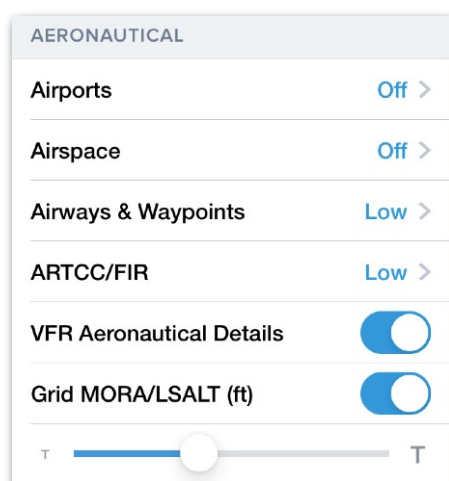 AERONAUTICAL
Airports Off >
Airspace Off >
Airways & Waypoints Low >
ARTCC/FIR Low >
VFR Aeronautical Details
Grid MORA/LSALT (ft)
T T